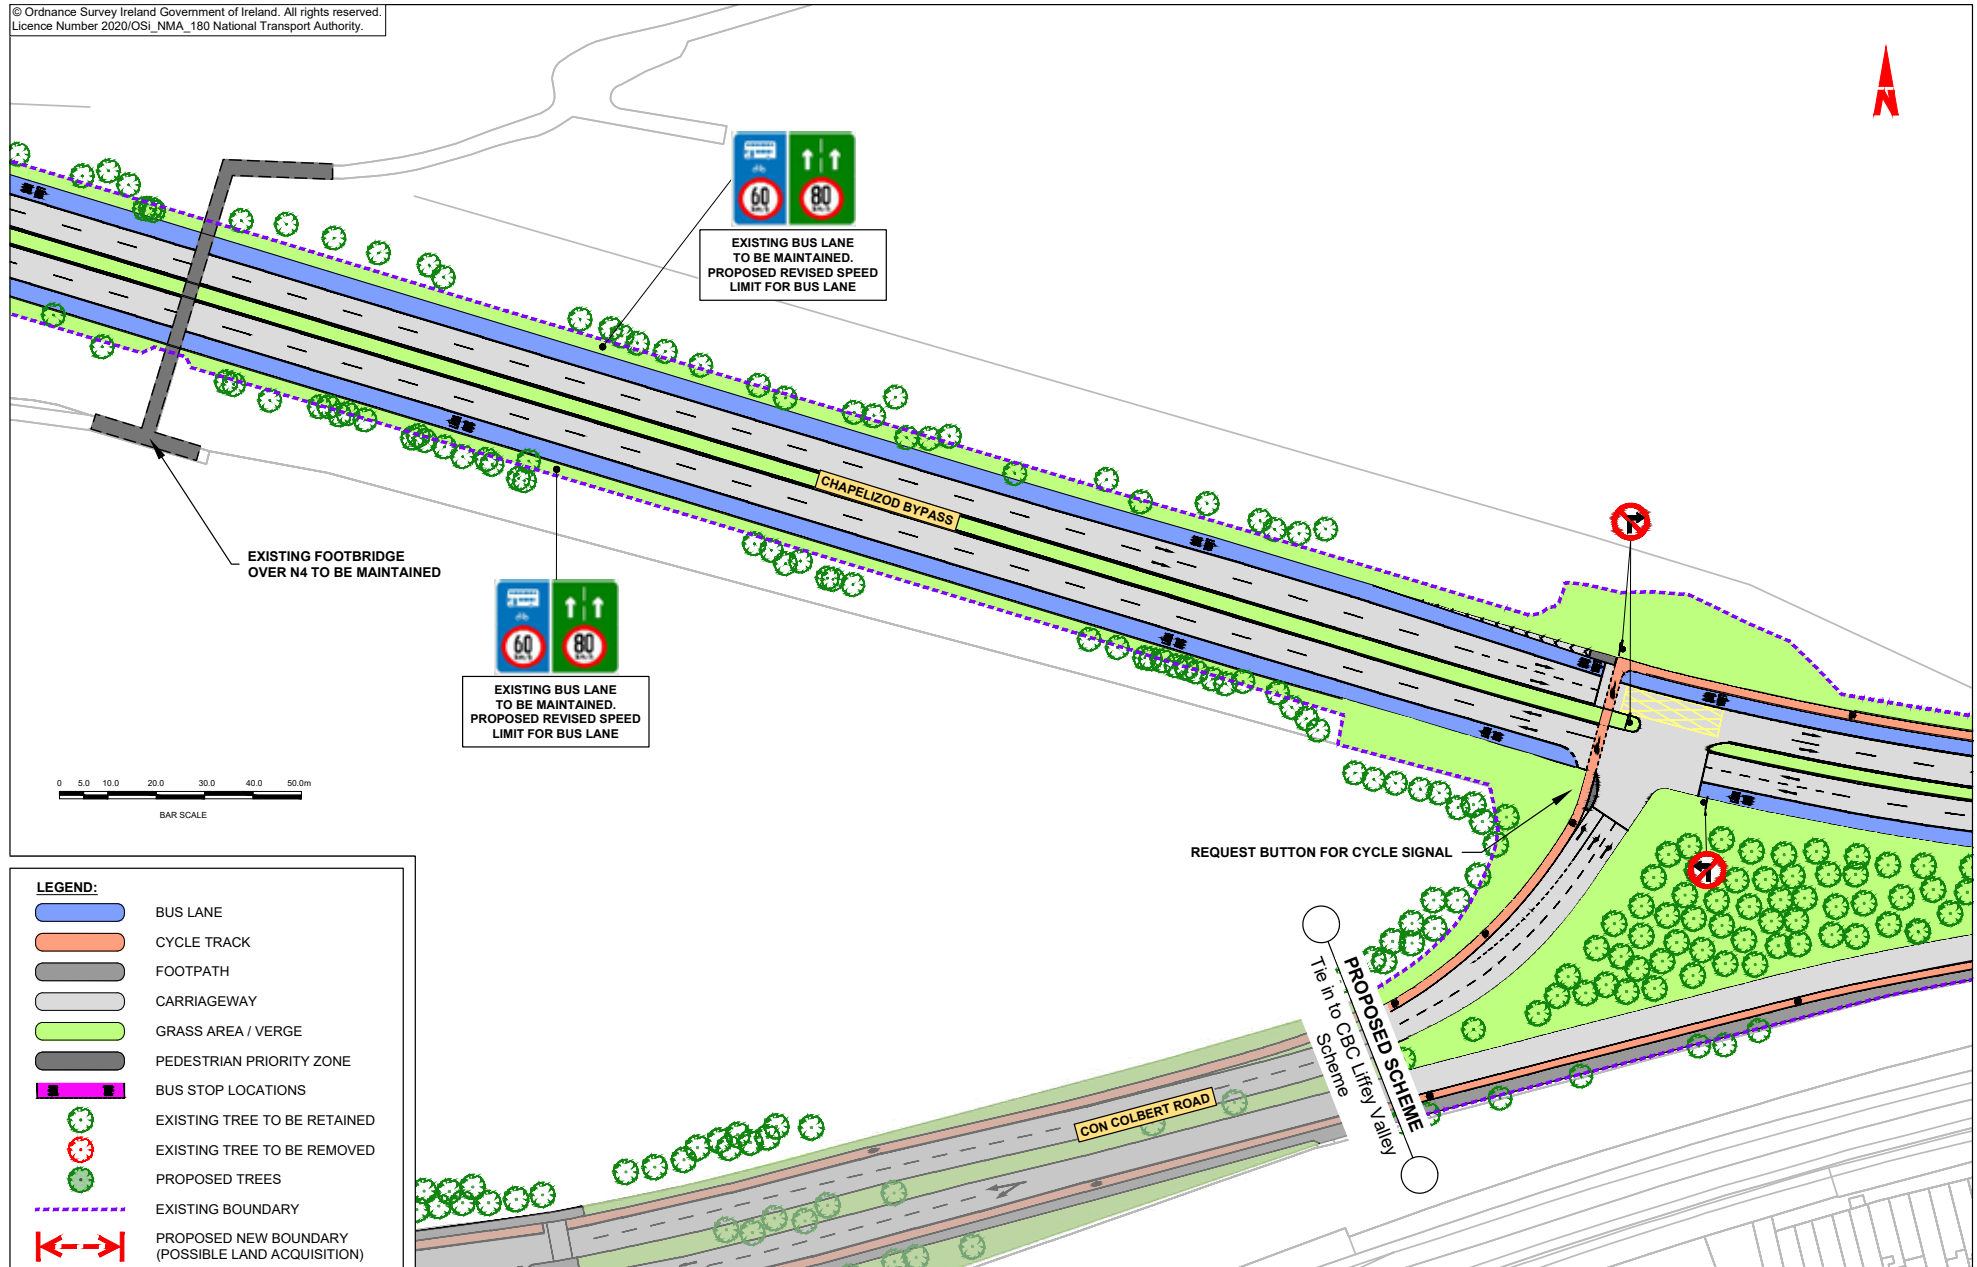 © Ordnance Survey Ireland Government of Ireland. All rights reserved.
Licence Number 2020/OSi_NMA_180 National Transport Authority.
N
60
80
EXISTING BUS LANE
TO BE MAINTAINED.
PROPOSED REVISED SPEED
LIMIT FOR BUS LANE
CHAPELIZOD BYPASS
EXISTING FOOTBRIDGE
OVER N4 TO BE MAINTAINED
60
80
EXISTING BUS LANE
TO BE MAINTAINED.
PROPOSED REVISED SPEED
LIMIT FOR BUS LANE
0 5.0 10.0 20.0 30.0 40.0 50.0m
BAR SCALE
REQUEST BUTTON FOR CYCLE SIGNAL
PROPOSED SCHEME
Tie in to CBC Liffey Valley
Scheme
CON COLBERT ROAD
LEGEND:
BUS LANE
CYCLE TRACK
FOOTPATH
CARRIAGEWAY
GRASS AREA / VERGE
PEDESTRIAN PRIORITY ZONE
BUS STOP LOCATIONS
EXISTING TREE TO BE RETAINED
EXISTING TREE TO BE REMOVED
PROPOSED TREES
EXISTING BOUNDARY
PROPOSED NEW BOUNDARY
(POSSIBLE LAND ACQUISITION)